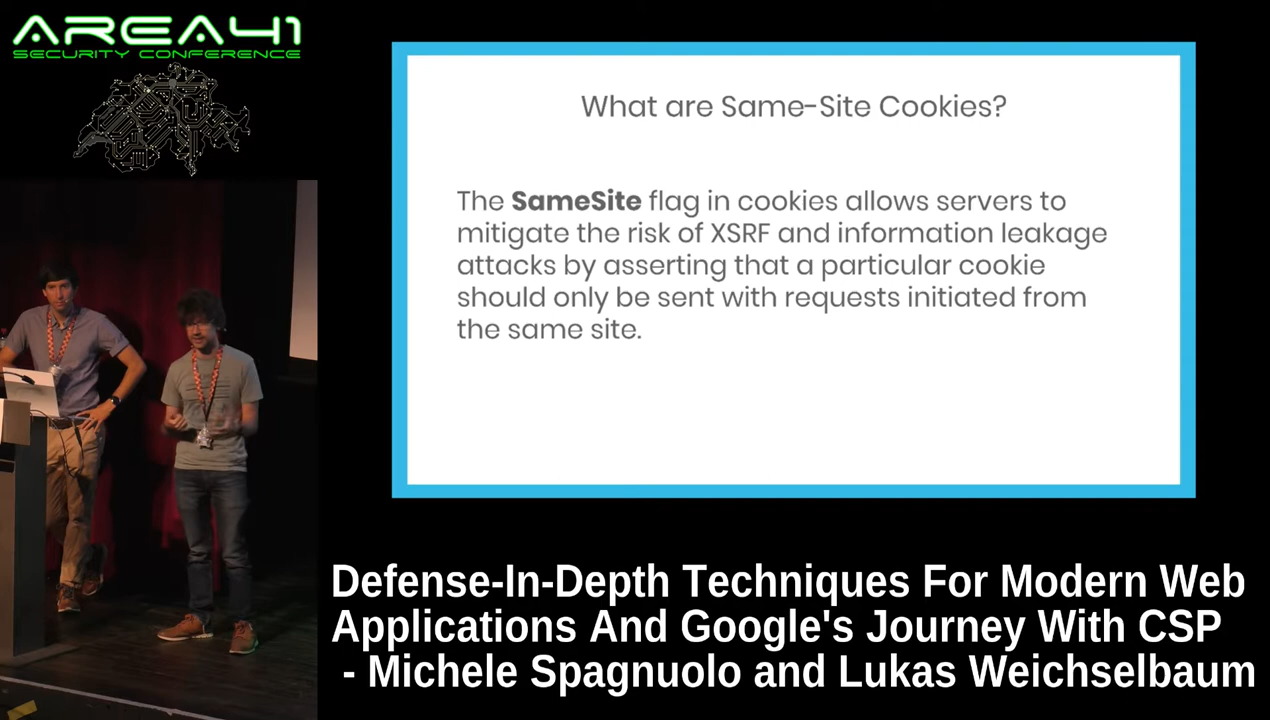 AREA41
SECURITY CONFERENCE
What are Same-Site Cookies?
The SameSite flag in cookies allows servers to
mitigate the risk of XSRF and information leakage
attacks by asserting that a particular cookie
should only be sent with requests initiated from
the same site.
Defense-In-Depth Techniques For Modern Web
Applications And Google's Journey With CSP
- Michele Spagnuolo and Lukas Weichselbaum